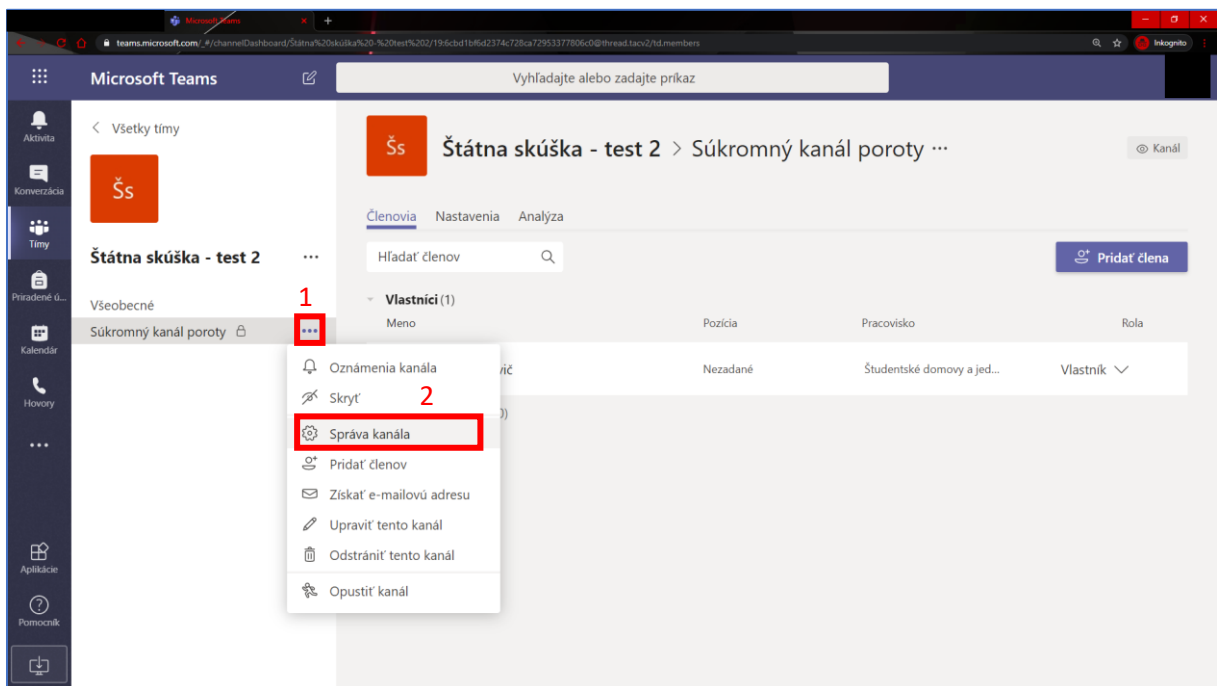 Microsoft Teams
teams.microsoft.com/_#/channelDashboard/Štátna%20skúška%20-%20test%202/19:6cbd1bf6d2374c728ca72953377806c0@thread.tacv2/td.members
Inkognito
Microsoft Teams
Vyhľadajte alebo zadajte príkaz
Aktivita
Konverzácia
Tímy
Priradené ú...
Kalendár
Hovory
Aplikácie
Pomocník
Všetky tímy
Šs
Štátna skúška - test 2 ...
Všeobecné
1
Súkromný kanál poroty ...
Oznámenia kanála
Skryť
2
Správa kanála
Pridať členov
Získať e-mailovú adresu
Upraviť tento kanál
Odstrániť tento kanál
Opustiť kanál
Šs
Štátna skúška - test 2 > Súkromný kanál poroty ...
Kanál
Členovia Nastavenia Analýza
Hľadať členov
Pridať člena
Vlastníci (1)
Meno Pozícia Pracovisko Rola
vič Nezadané Študentské domovy a jed... Vlastník
0)